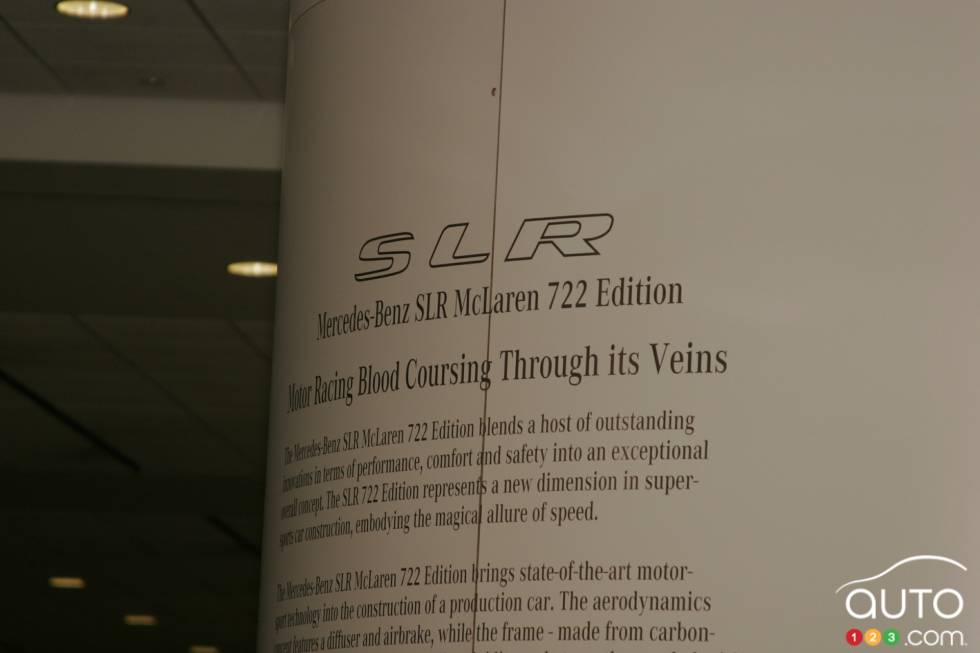 SLR
Mercedes-Benz SLR McLaren 722 Edition
Motor Racing Blood Coursing Through its Veins
The Mercedes-Benz SLR McLaren 722 Edition blends a host of outstanding
innovations in terms of performance, comfort and safety into an exceptional
overall concept. The SLR 722 Edition represents a new dimension in super-
sports car construction, embodying the magical allure of speed.
The Mercedes-Benz SLR McLaren 722 Edition brings state-of-the-art motor-
sport technology into the construction of a production car. The aerodynamics
concept features a diffuser and airbrake, while the frame - made from carbon-
AUTO
123.com